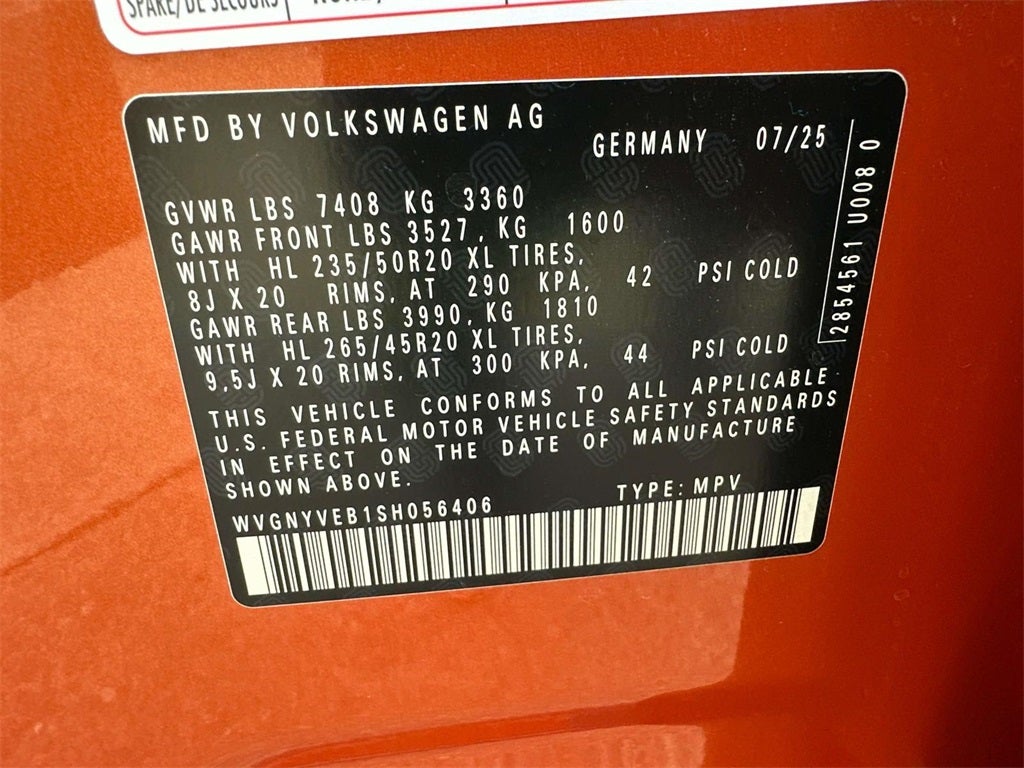 SPARE/DE SECOURS
MFD BY VOLKSWAGEN AG
GERMANY 07/25
GVWR LBS 7408 KG 3360
GAWR FRONT LBS 3527, KG 1600
WITH HL 235/50R20 XL TIRES,
8J X 20 RIMS, AT 290 KPA, 42 PSI COLD
GAWR REAR LBS 3990, KG 1810
WITH HL 265/45R20 XL TIRES,
9,5J X 20 RIMS, AT 300 KPA, 44 PSI COLD
THIS VEHICLE CONFORMS TO ALL APPLICABLE
U.S. FEDERAL MOTOR VEHICLE SAFETY STANDARDS
IN EFFECT ON THE DATE OF MANUFACTURE
SHOWN ABOVE.
TYPE: MPV
WVGNYVEB1SH056406
2854561 U008 0